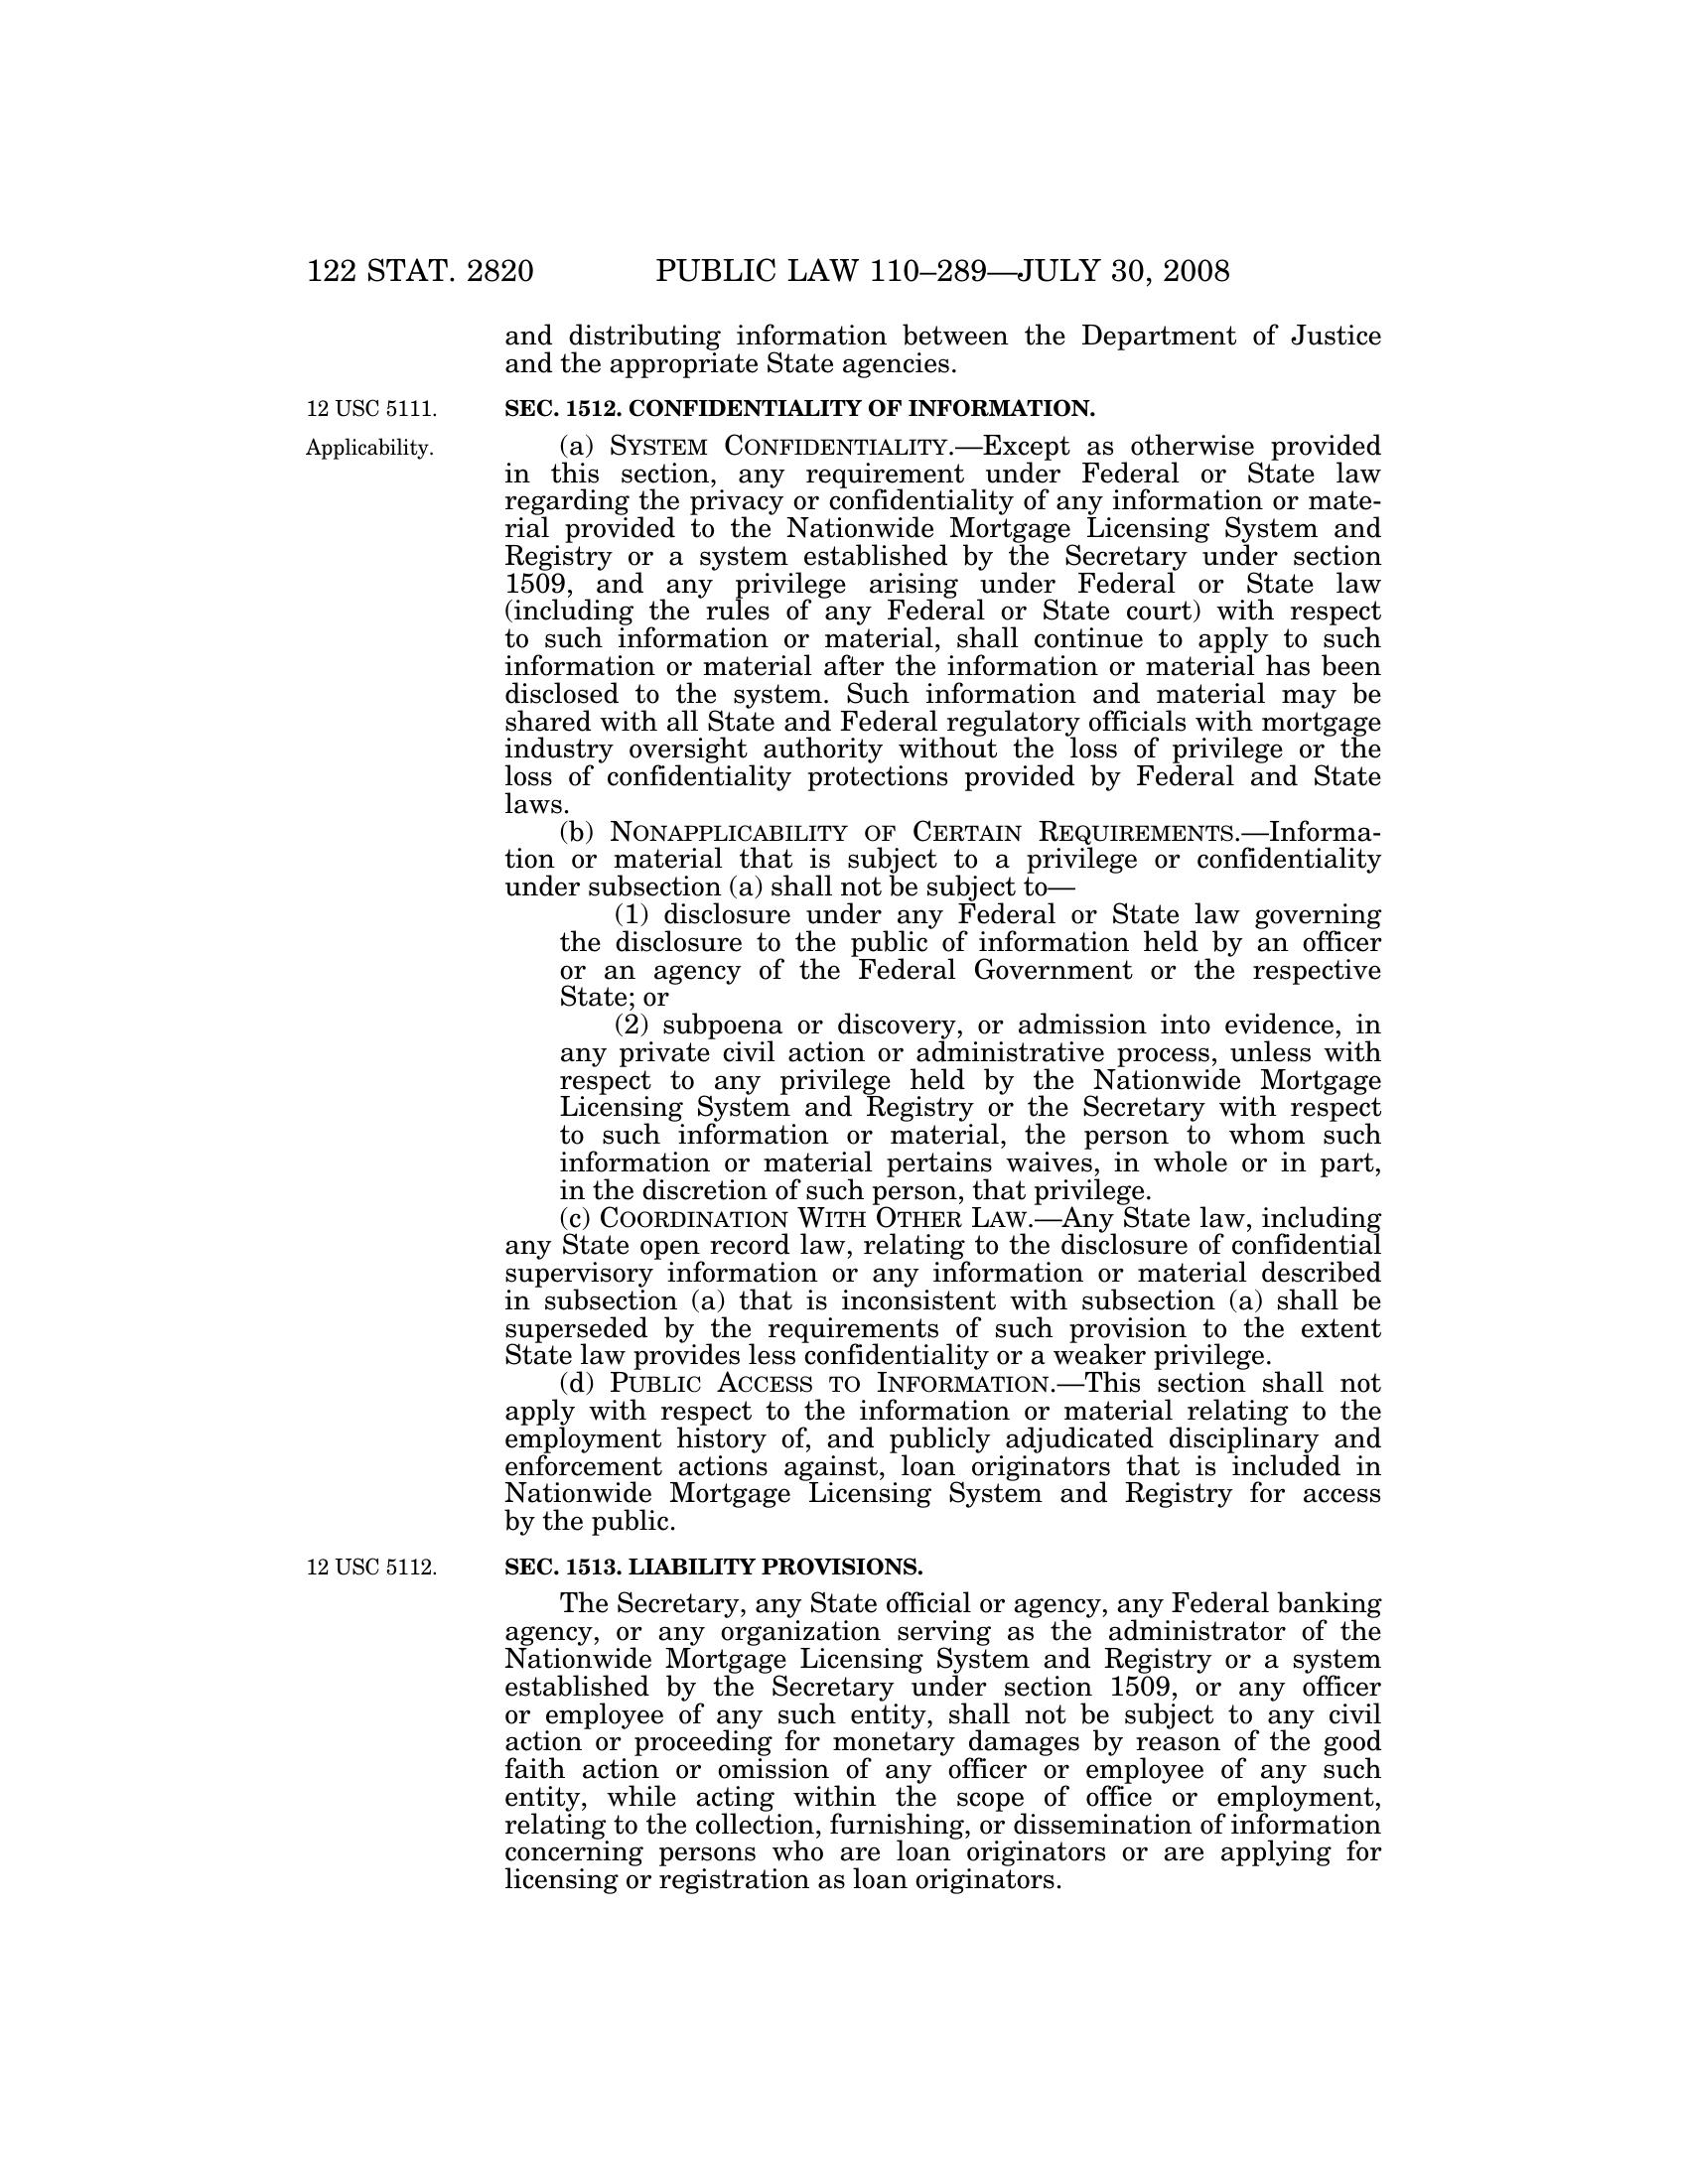 122 STAT. 2820 PUBLIC LAW 110–289—JULY 30, 2008
and distributing information between the Department of Justice
and the appropriate State agencies.
12 USC 5111.
SEC. 1512. CONFIDENTIALITY OF INFORMATION.
Applicability.
(a) SYSTEM CONFIDENTIALITY.—Except as otherwise provided
in this section, any requirement under Federal or State law
regarding the privacy or confidentiality of any information or mate-
rial provided to the Nationwide Mortgage Licensing System and
Registry or a system established by the Secretary under section
1509, and any privilege arising under Federal or State law
(including the rules of any Federal or State court) with respect
to such information or material, shall continue to apply to such
information or material after the information or material has been
disclosed to the system. Such information and material may be
shared with all State and Federal regulatory officials with mortgage
industry oversight authority without the loss of privilege or the
loss of confidentiality protections provided by Federal and State
laws.
(b) NONAPPLICABILITY OF CERTAIN REQUIREMENTS.—Informa-
tion or material that is subject to a privilege or confidentiality
under subsection (a) shall not be subject to—
(1) disclosure under any Federal or State law governing
the disclosure to the public of information held by an officer
or an agency of the Federal Government or the respective
State; or
(2) subpoena or discovery, or admission into evidence, in
any private civil action or administrative process, unless with
respect to any privilege held by the Nationwide Mortgage
Licensing System and Registry or the Secretary with respect
to such information or material, the person to whom such
information or material pertains waives, in whole or in part,
in the discretion of such person, that privilege.
(c) COORDINATION WITH OTHER LAW.—Any State law, including
any State open record law, relating to the disclosure of confidential
supervisory information or any information or material described
in subsection (a) that is inconsistent with subsection (a) shall be
superseded by the requirements of such provision to the extent
State law provides less confidentiality or a weaker privilege.
(d) PUBLIC ACCESS TO INFORMATION.—This section shall not
apply with respect to the information or material relating to the
employment history of, and publicly adjudicated disciplinary and
enforcement actions against, loan originators that is included in
Nationwide Mortgage Licensing System and Registry for access
by the public.
12 USC 5112.
SEC. 1513. LIABILITY PROVISIONS.
The Secretary, any State official or agency, any Federal banking
agency, or any organization serving as the administrator of the
Nationwide Mortgage Licensing System and Registry or a system
established by the Secretary under section 1509, or any officer
or employee of any such entity, shall not be subject to any civil
action or proceeding for monetary damages by reason of the good
faith action or omission of any officer or employee of any such
entity, while acting within the scope of office or employment,
relating to the collection, furnishing, or dissemination of information
concerning persons who are loan originators or are applying for
licensing or registration as loan originators.